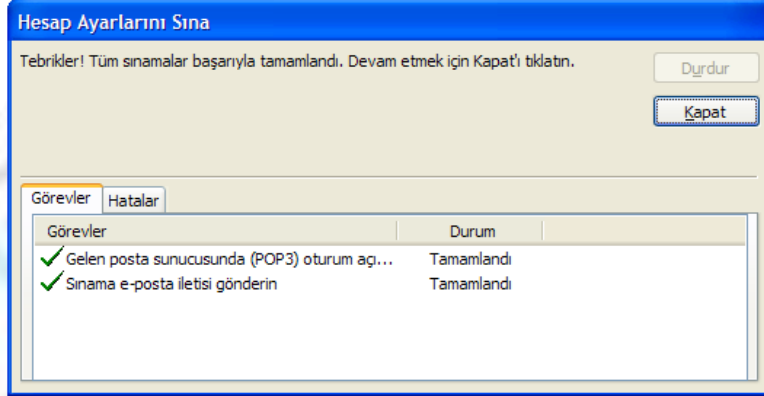 Hesap Ayarlarını Sına
Tebrikler! Tüm sınamalar başarıyla tamamlandı. Devam etmek için Kapat'ı tıklatın.
Durdur
Kapat
Görevler Hatalar
Görevler Durum
Gelen posta sunucusunda (POP3) oturum açı... Tamamlandı
Sınama e-posta iletisi gönderin Tamamlandı